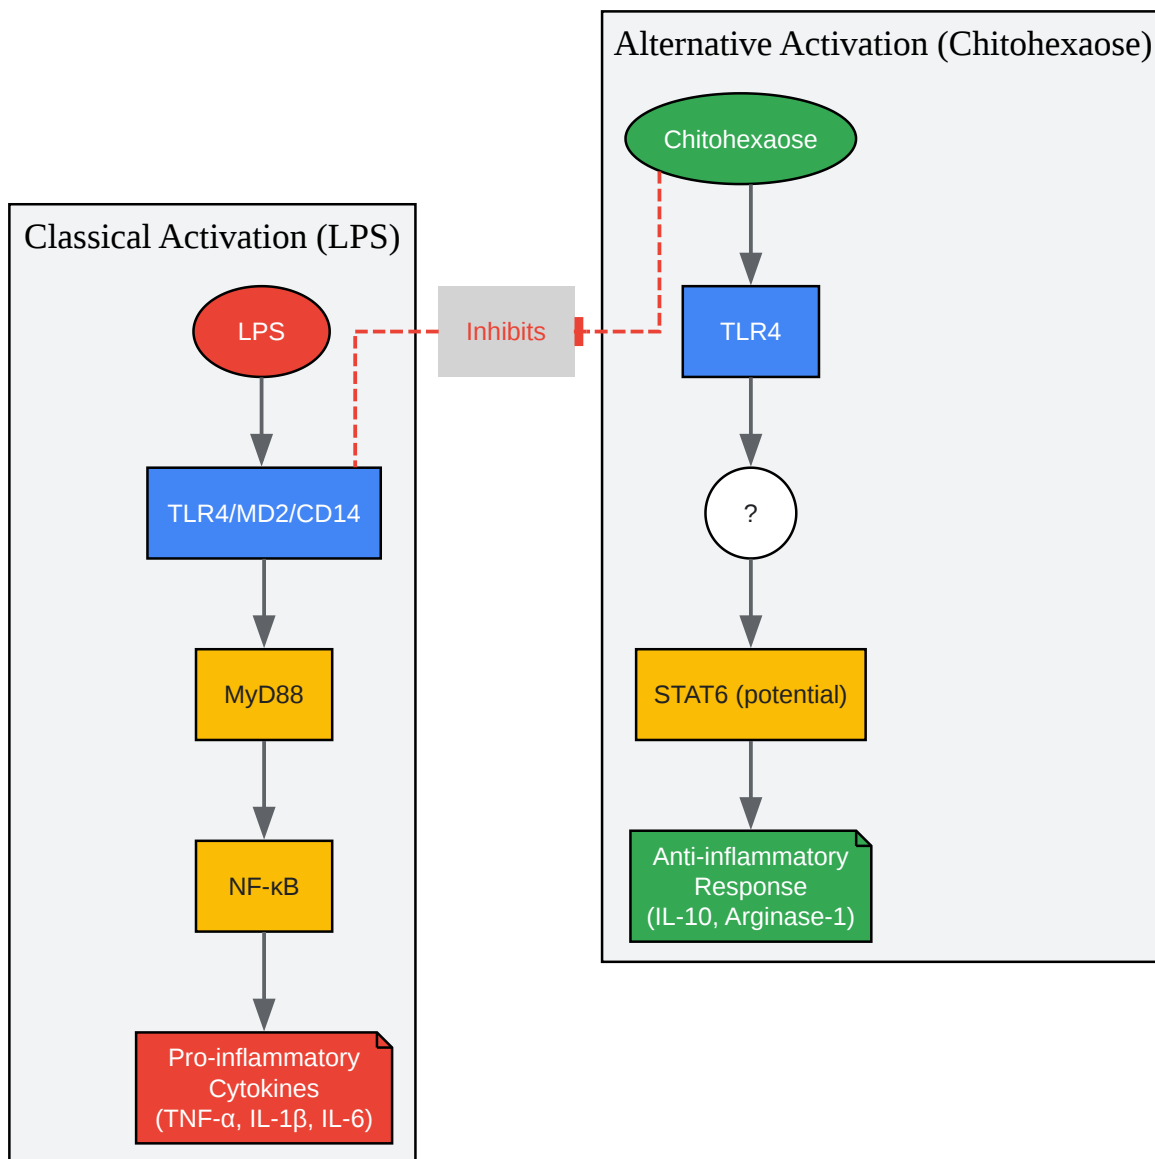 Classical Activation (LPS)
LPS
TLR4/MD2/CD14
MyD88
NF-κB
Pro-inflammatory
Cytokines
(TNF-α, IL-1β, IL-6)
Inhibits
Alternative Activation (Chitohexaose)
Chitohexaose
TLR4
?
STAT6 (potential)
Anti-inflammatory
Response
(IL-10, Arginase-1)